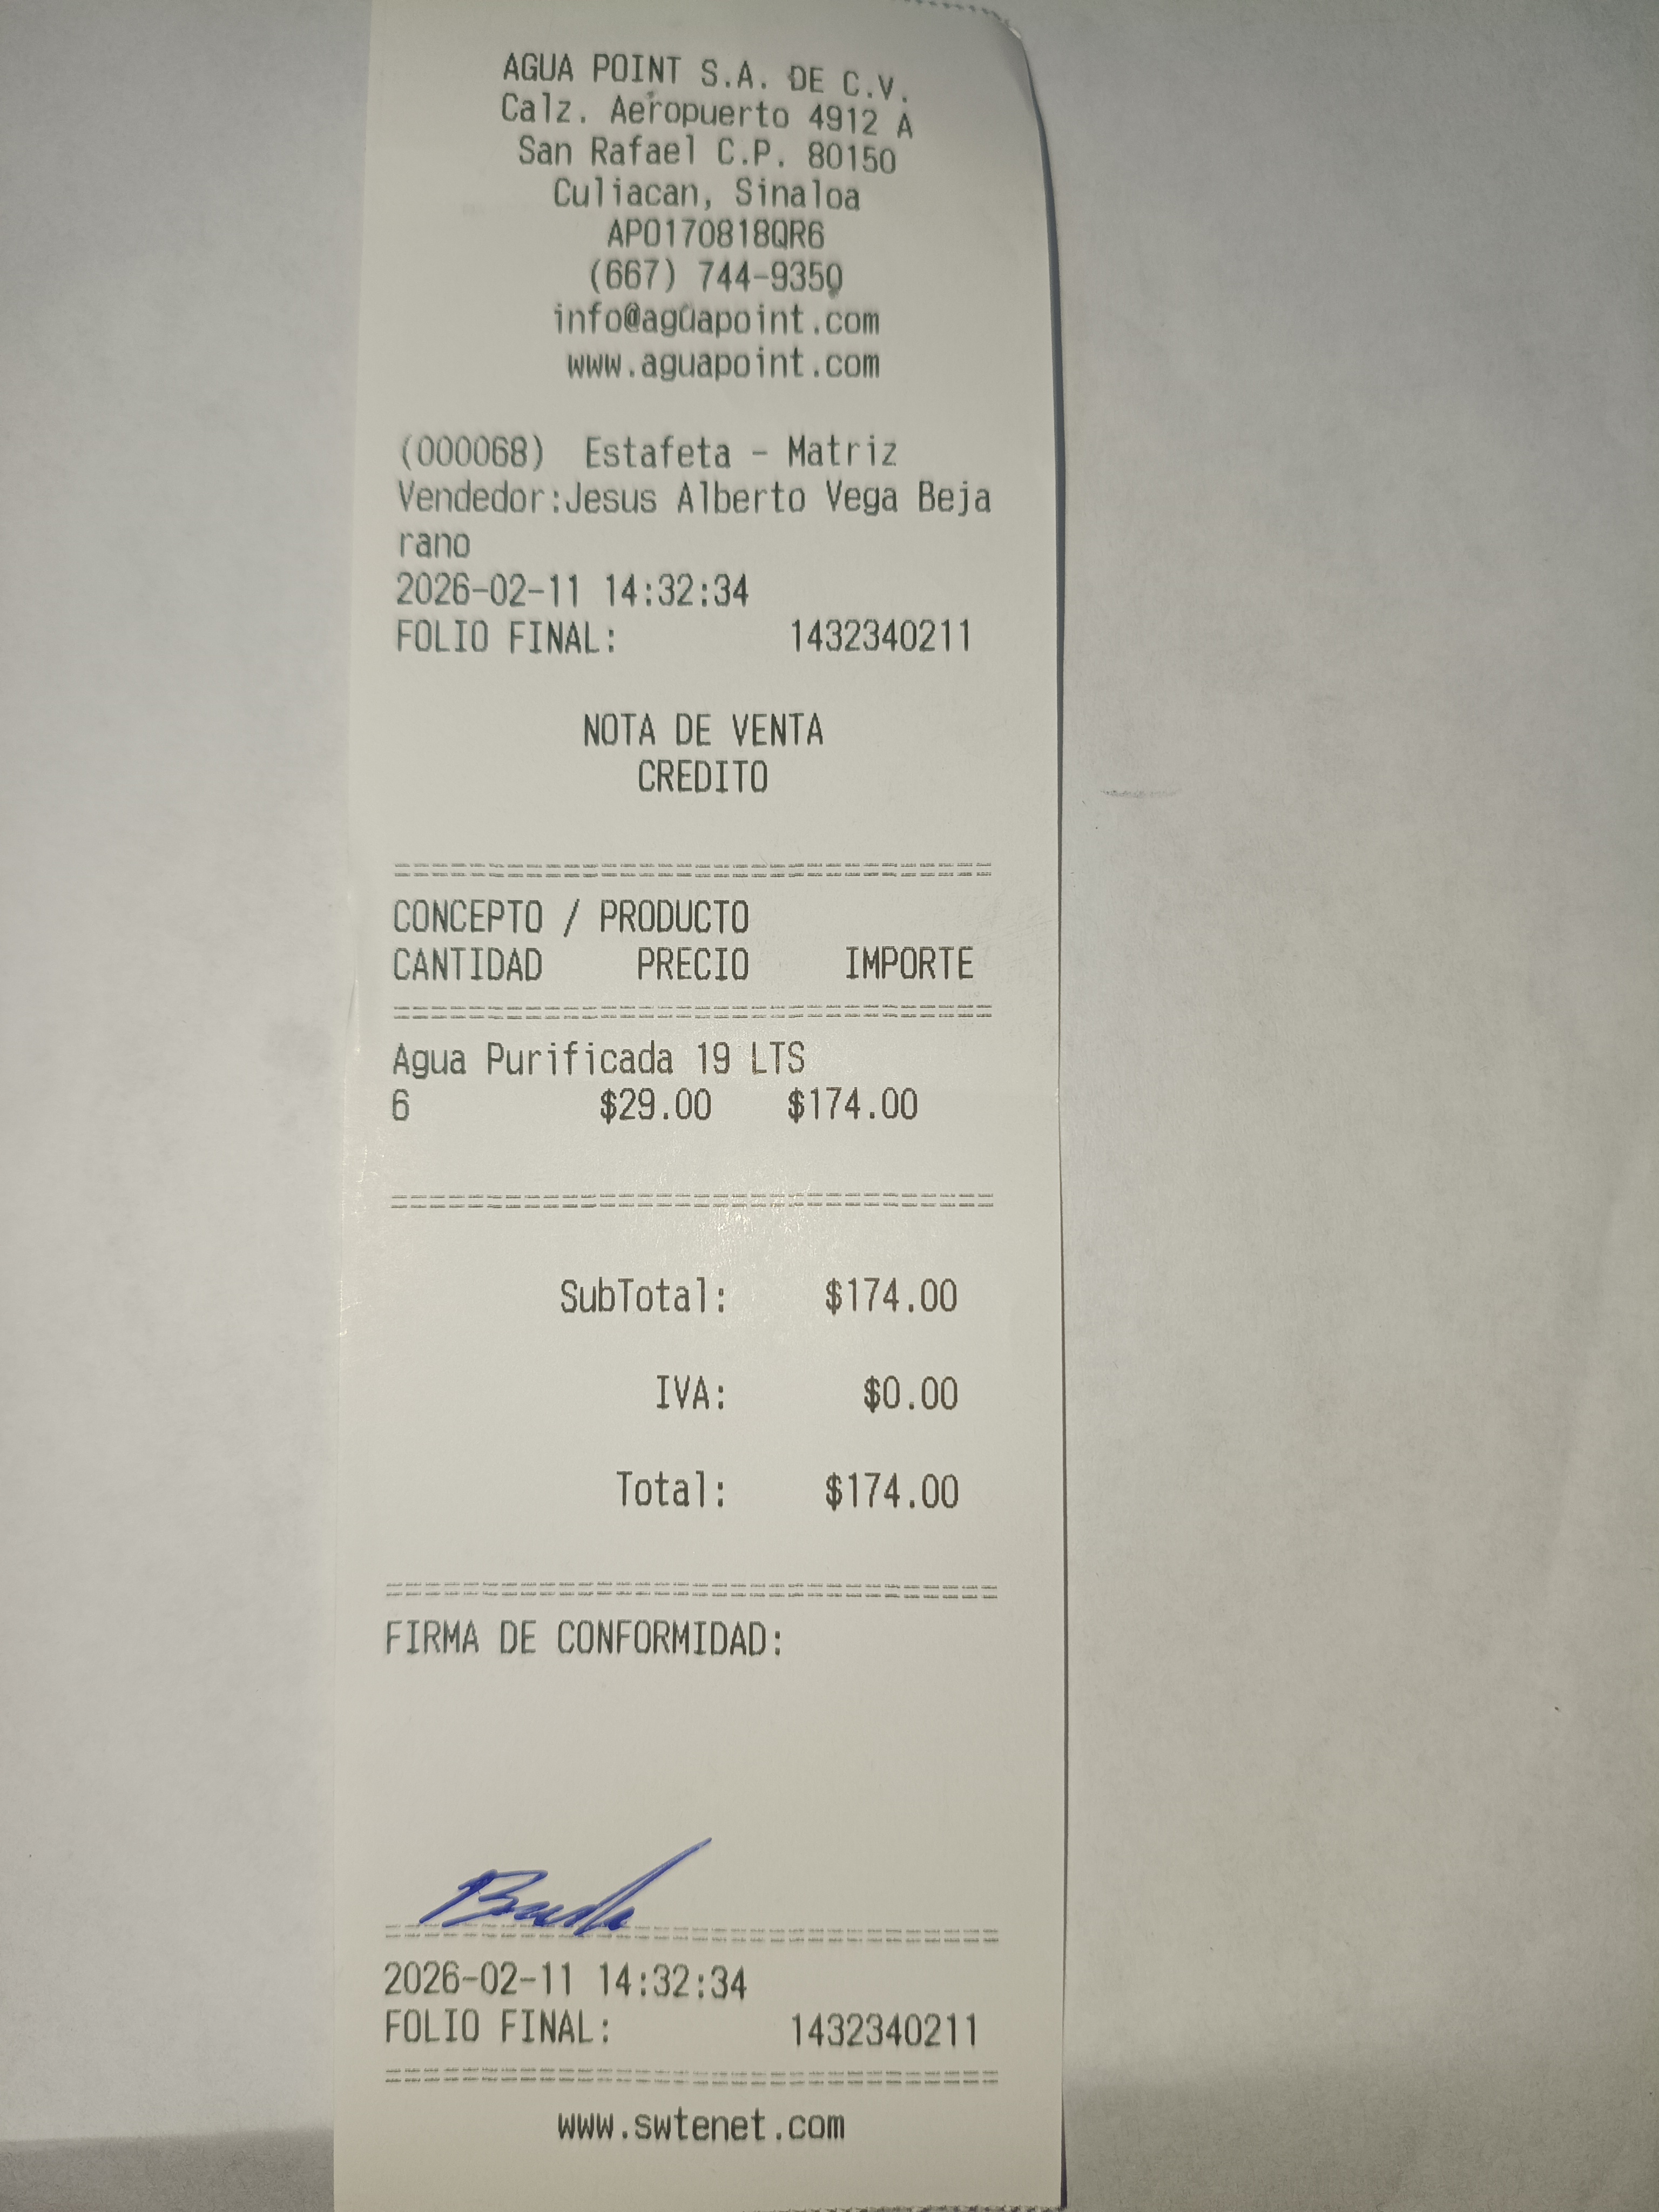 AGUA POINT S.A. DE C.V.
Calz. Aeropuerto 4912 A
San Rafael C.P. 80150
Culiacan, Sinaloa
APO170818QR6
(667) 744-9350
info@aguapoint.com
www.aguapoint.com
(000068) Estafeta - Matriz
Vendedor:Jesus Alberto Vega Beja
rano
2026-02-11 14:32:34
FOLIO FINAL: 1432340211
NOTA DE VENTA
CREDITO
CONCEPTO / PRODUCTO
CANTIDAD PRECIO IMPORTE
Agua Purificada 19 LTS
6 $29.00 $174.00
SubTotal: $174.00
IVA: $0.00
Total: $174.00
FIRMA DE CONFORMIDAD:
2026-02-11 14:32:34
FOLIO FINAL: 1432340211
www.swtenet.com